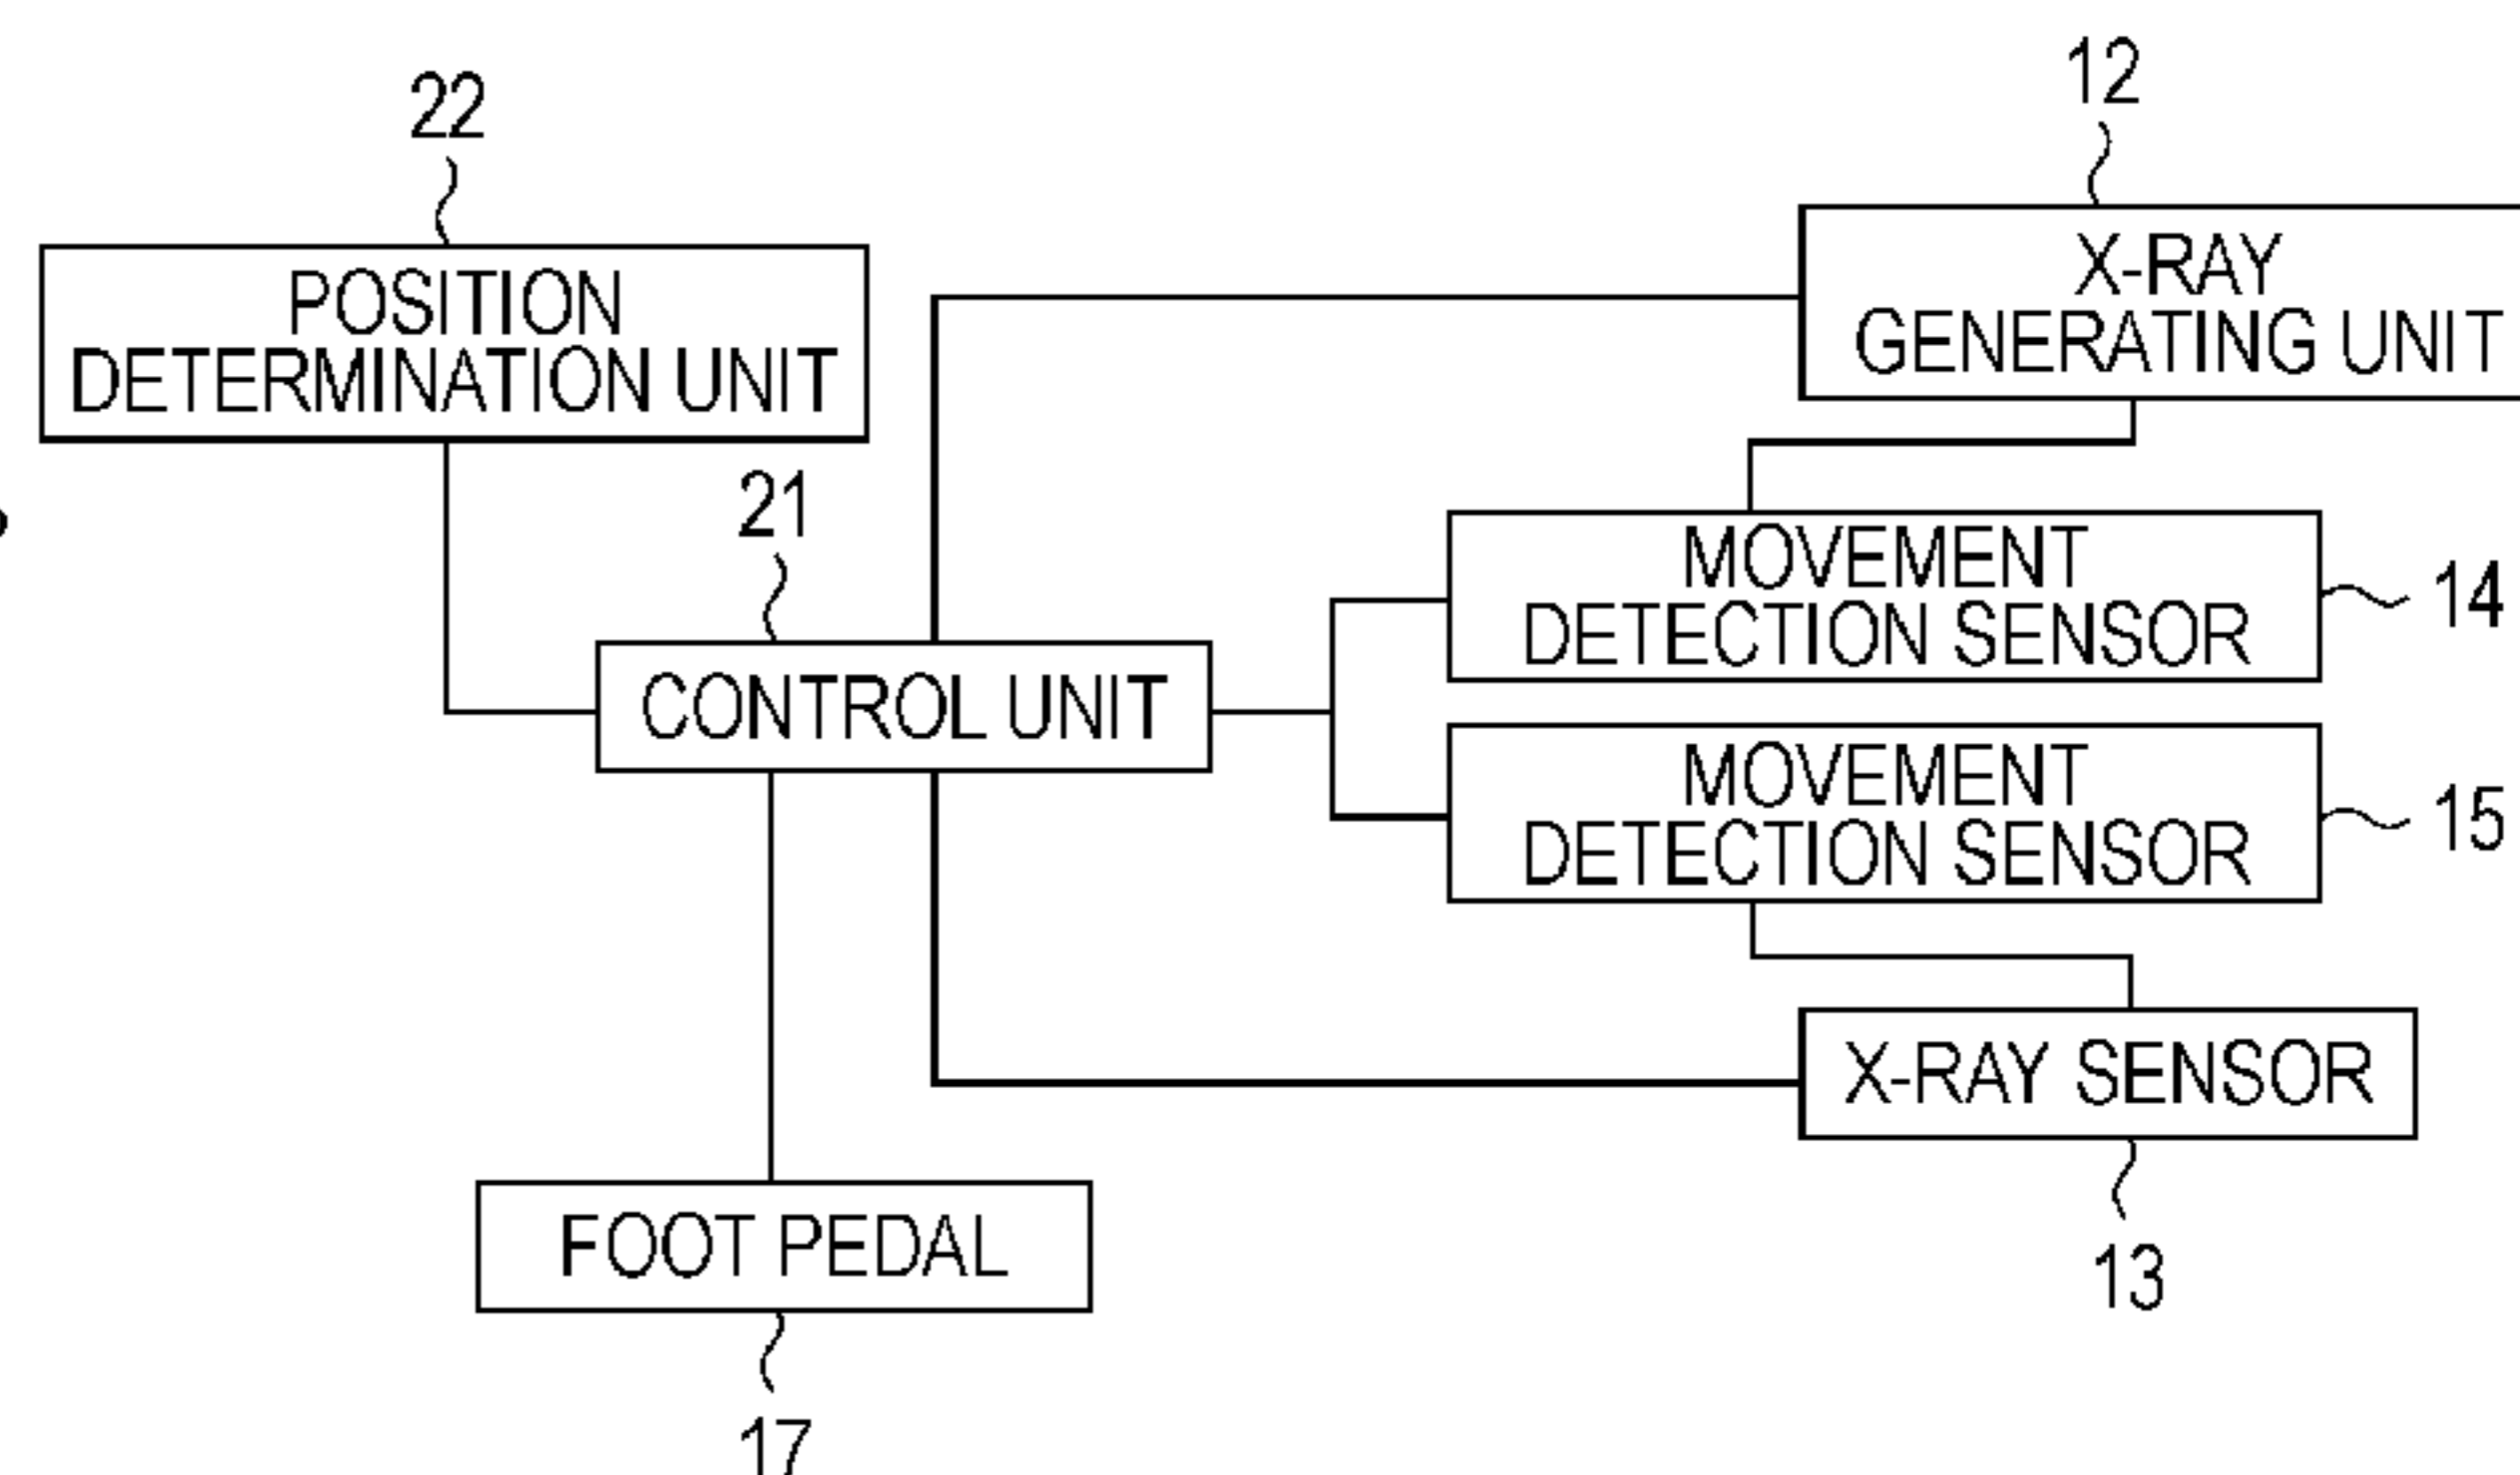 12
22
X-RAY
GENERATING UNIT
POSITION
DETERMINATION UNIT
21
MOVEMENT
DETECTION SENSOR
14
CONTROL UNIT
MOVEMENT
DETECTION SENSOR
15
X-RAY SENSOR
FOOT PEDAL
13
17